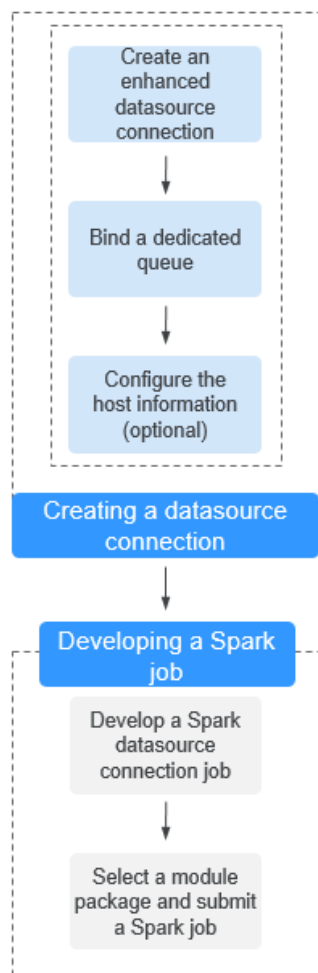 Create an
enhanced
datasource
connection
Bind a dedicated
queue
Configure the
host information
(optional)
Creating a datasource
connection
Developing a Spark
job
Develop a Spark
datasource
connection job
Select a module
package and submit
a Spark job